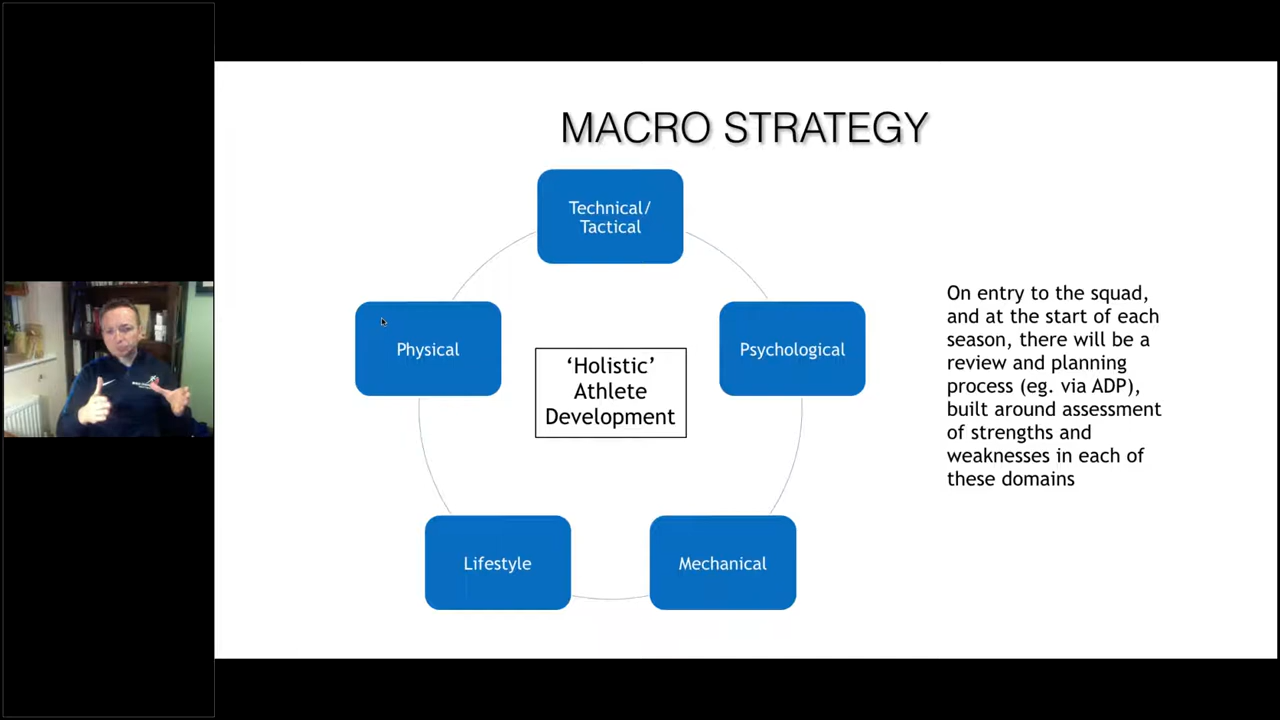 MACRO STRATEGY
Technical/
Tactical
Physical
Psychological
‘Holistic’
Athlete
Development
Lifestyle
Mechanical
On entry to the squad,
and at the start of each
season, there will be a
review and planning
process (eg. via ADP),
built around assessment
of strengths and
weaknesses in each of
these domains